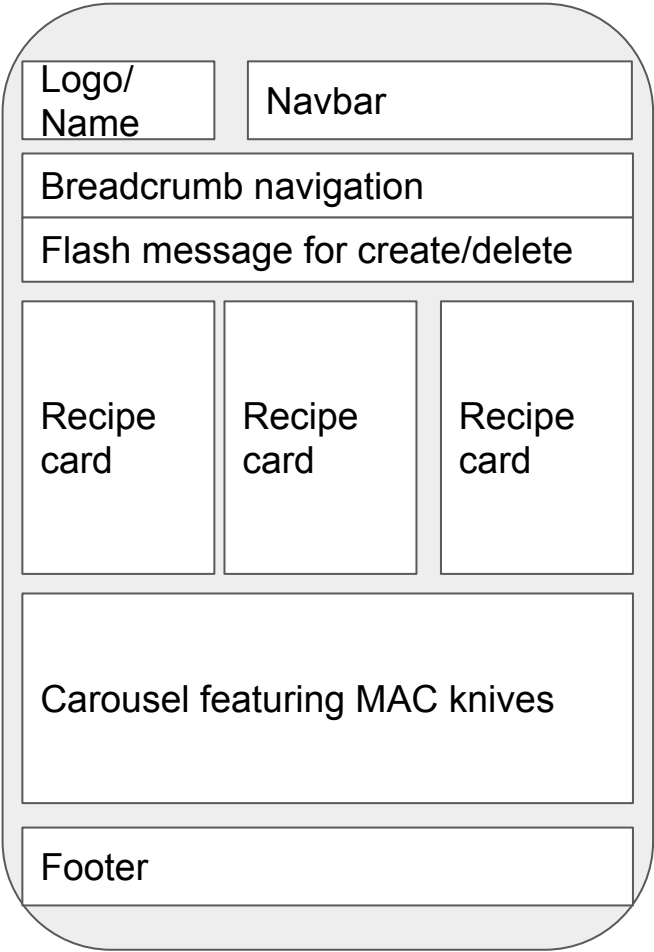 Logo/
Name
Navbar
Breadcrumb navigation
Flash message for create/delete
Recipe
card
Recipe
card
Recipe
card
Carousel featuring MAC knives
Footer